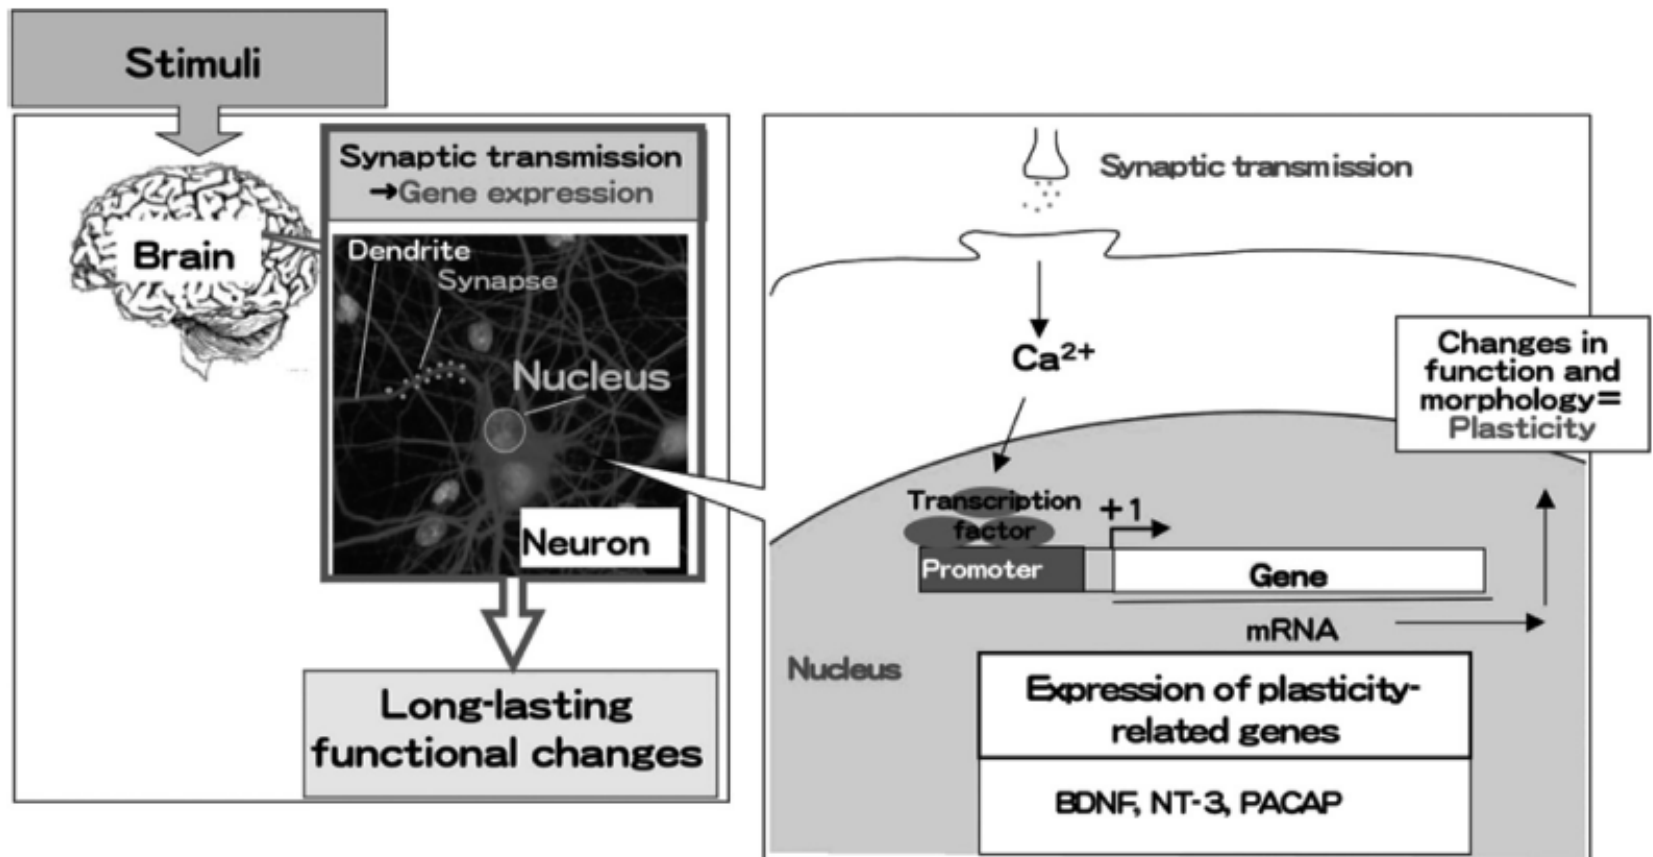 Stimuli
Brain
Synaptic transmission
→Gene expression
Dendrite
Synapse
Nucleus
Neuron
Long-lasting
functional changes
Synaptic transmission
Ca²⁺
Changes in
function and
morphology=
Plasticity
Transcription
factor
+1
Promoter
Gene
mRNA
Nucleus
Expression of plasticity-
related genes
BDNF, NT-3, PACAP